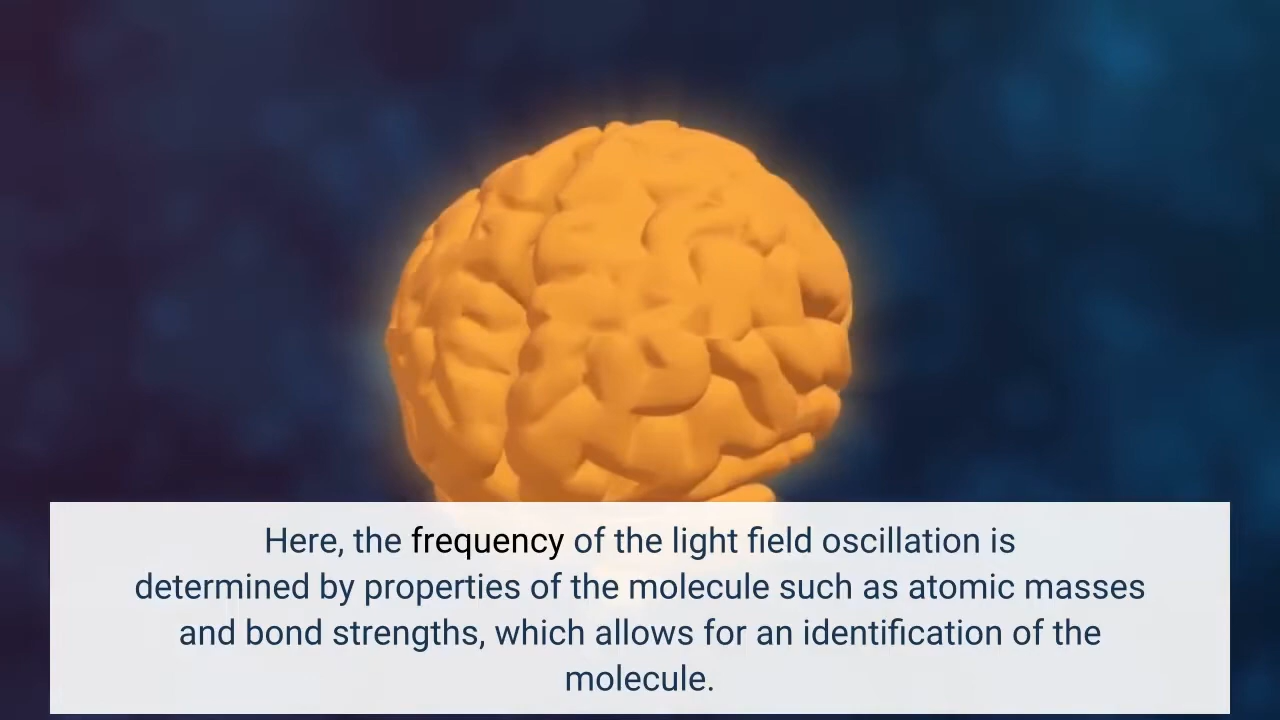 Here, the frequency of the light field oscillation is
determined by properties of the molecule such as atomic masses
and bond strengths, which allows for an identification of the
molecule.